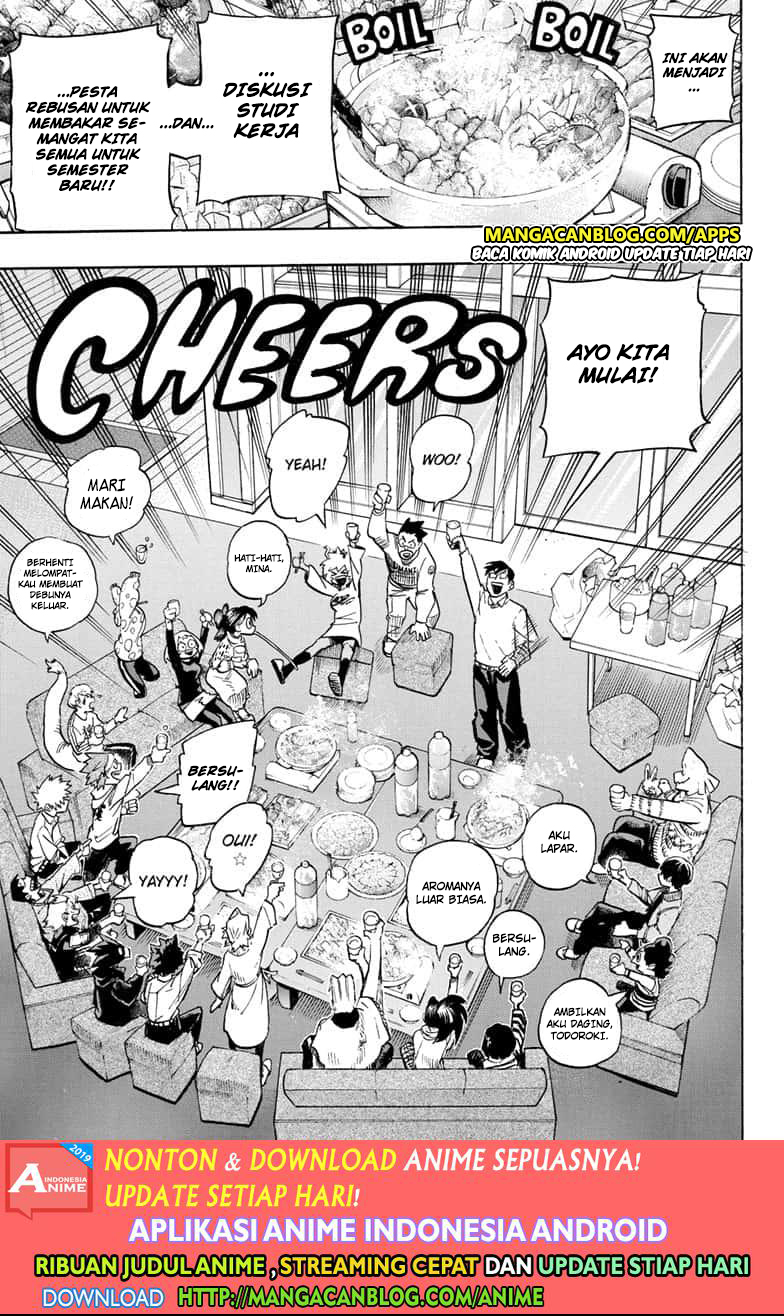 BOIL
BOIL
INI AKAN
MENJADI
...
...
DISKUSI
STUDI
KERJA
...DAN...
...PESTA
REBUSAN UNTUK
MEMBAKAR SE-
MANGAT KITA
SEMUA UNTUK
SEMESTER
BARU!!
MANGACANBLOG.COM/APPS
BACA KOMIK ANDROID UPDATE TIAP HARI
CHEERS
AYO KITA
MULAI!
WOO!
YEAH!
MARI
MAKAN!
HATI-HATI,
MINA.
BERHENTI
MELOMPAT-
KAU MEMBUAT
DEBUNYA
KELUAR.
BERSU-
LANG!!
OUI!
☆
YAYYY!
AKU
LAPAR.
AROMANYA
LUAR BIASA.
BERSU-
LANG.
AMBILKAN
AKU DAGING,
TODOROKI.
2019
A INDONESIA
ANIME
NONTON & DOWNLOAD ANIME SEPUASNYA!
UPDATE SETIAP HARI!
APLIKASI ANIME INDONESIA ANDROID
RIBUAN JUDUL ANIME , STREAMING CEPAT DAN UPDATE STIAP HARI
DOWNLOAD HTTP://MANGACANBLOG.COM/ANIME